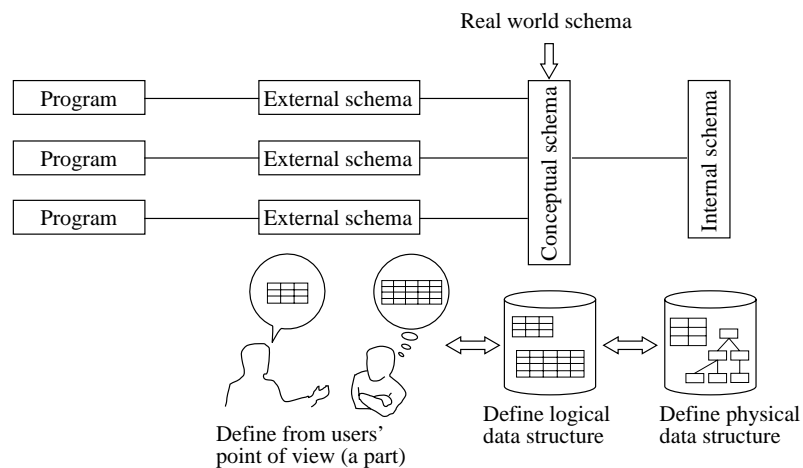 Real world schema
Program
External schema
Program
External schema
Program
External schema
Conceptual schema
Internal schema
Define from users’
point of view (a part)
Define logical
data structure
Define physical
data structure